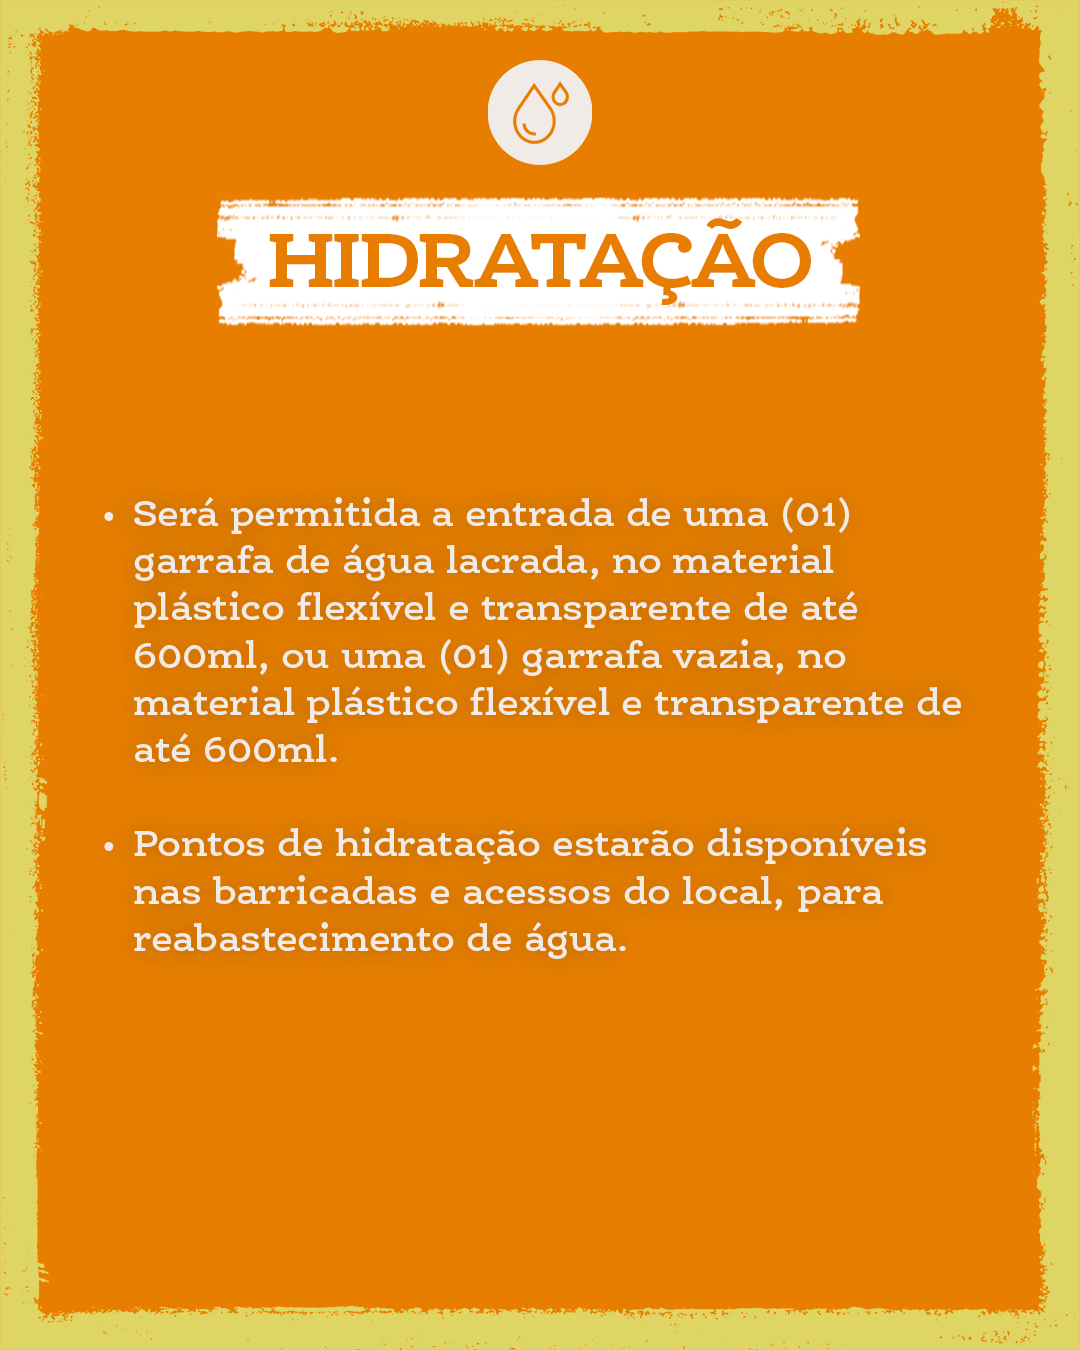 HIDRATAÇÃO
• Será permitida a entrada de uma (01)
garrafa de água lacrada, no material
plástico flexível e transparente de até
600ml, ou uma (01) garrafa vazia, no
material plástico flexível e transparente de
até 600ml.
• Pontos de hidratação estarão disponíveis
nas barricadas e acessos do local, para
reabastecimento de água.